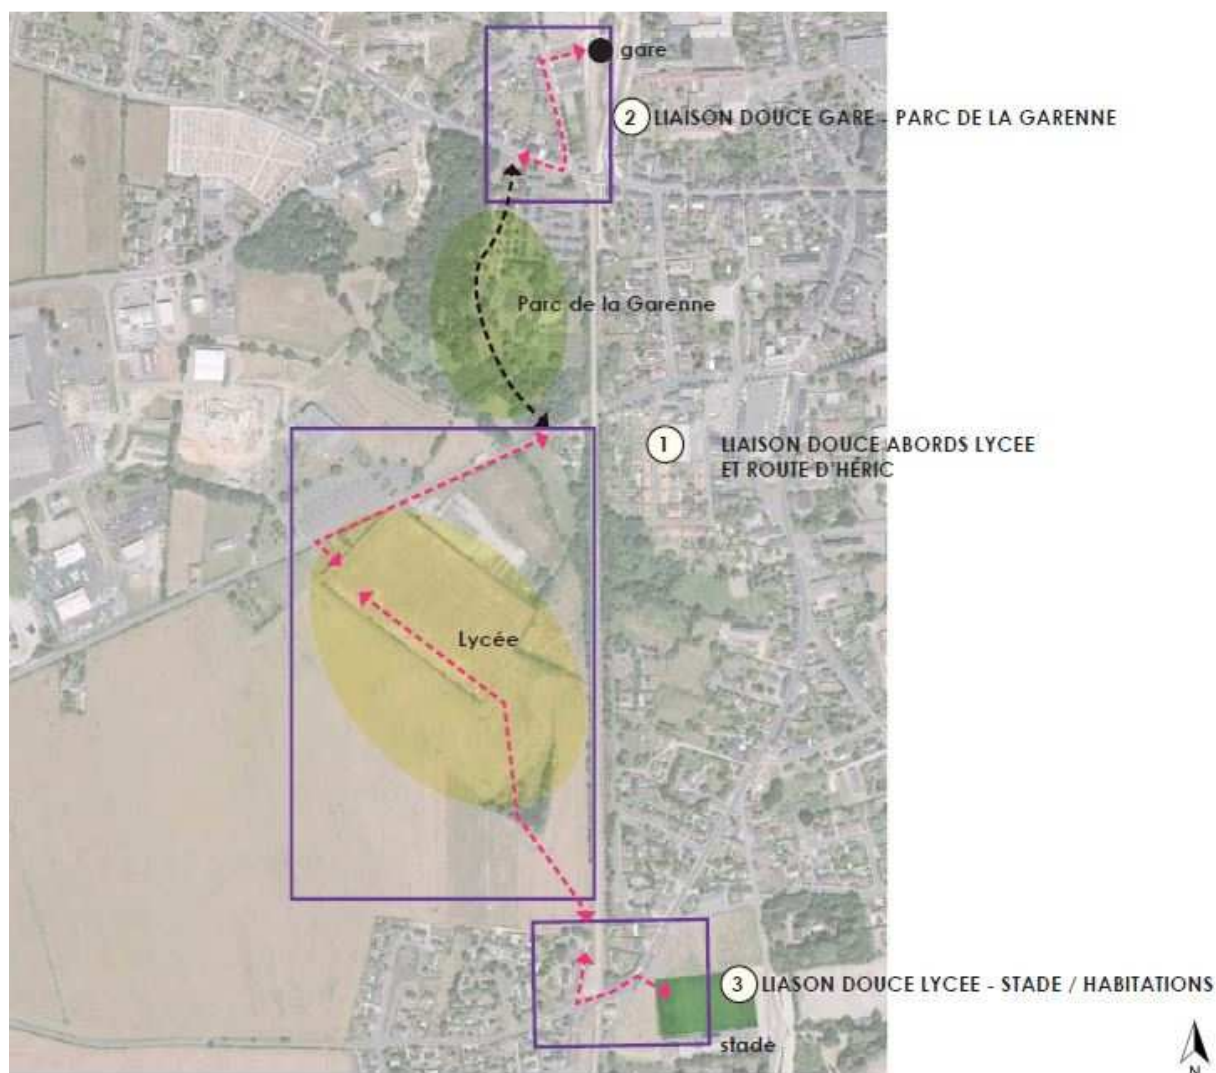 gare
2 LIAISON DOUCE GARE - PARC DE LA GARENNE
Parc de la Garenne
1 LIAISON DOUCE ABORDS LYCEE
ET ROUTE D'HÉRIC
Lycée
3 LIASON DOUCE LYCEE - STADE / HABITATIONS
stade
N